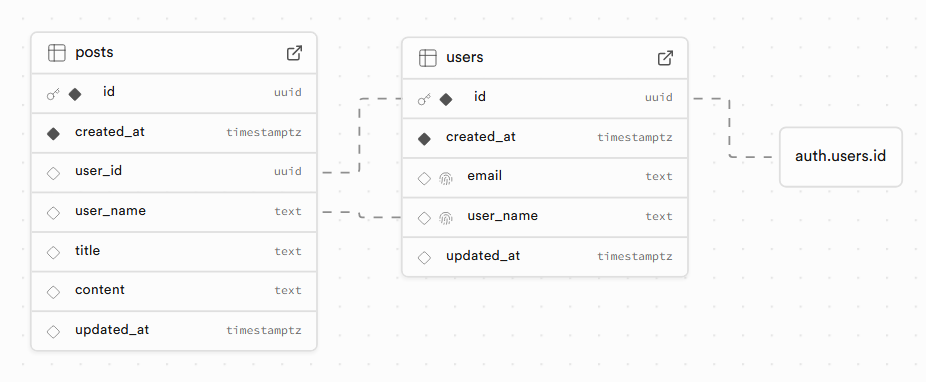 posts
id uuid
created_at timestamptz
user_id uuid
user_name text
title text
content text
updated_at timestamptz
users
id uuid
created_at timestamptz
email text
user_name text
updated_at timestamptz
auth.users.id